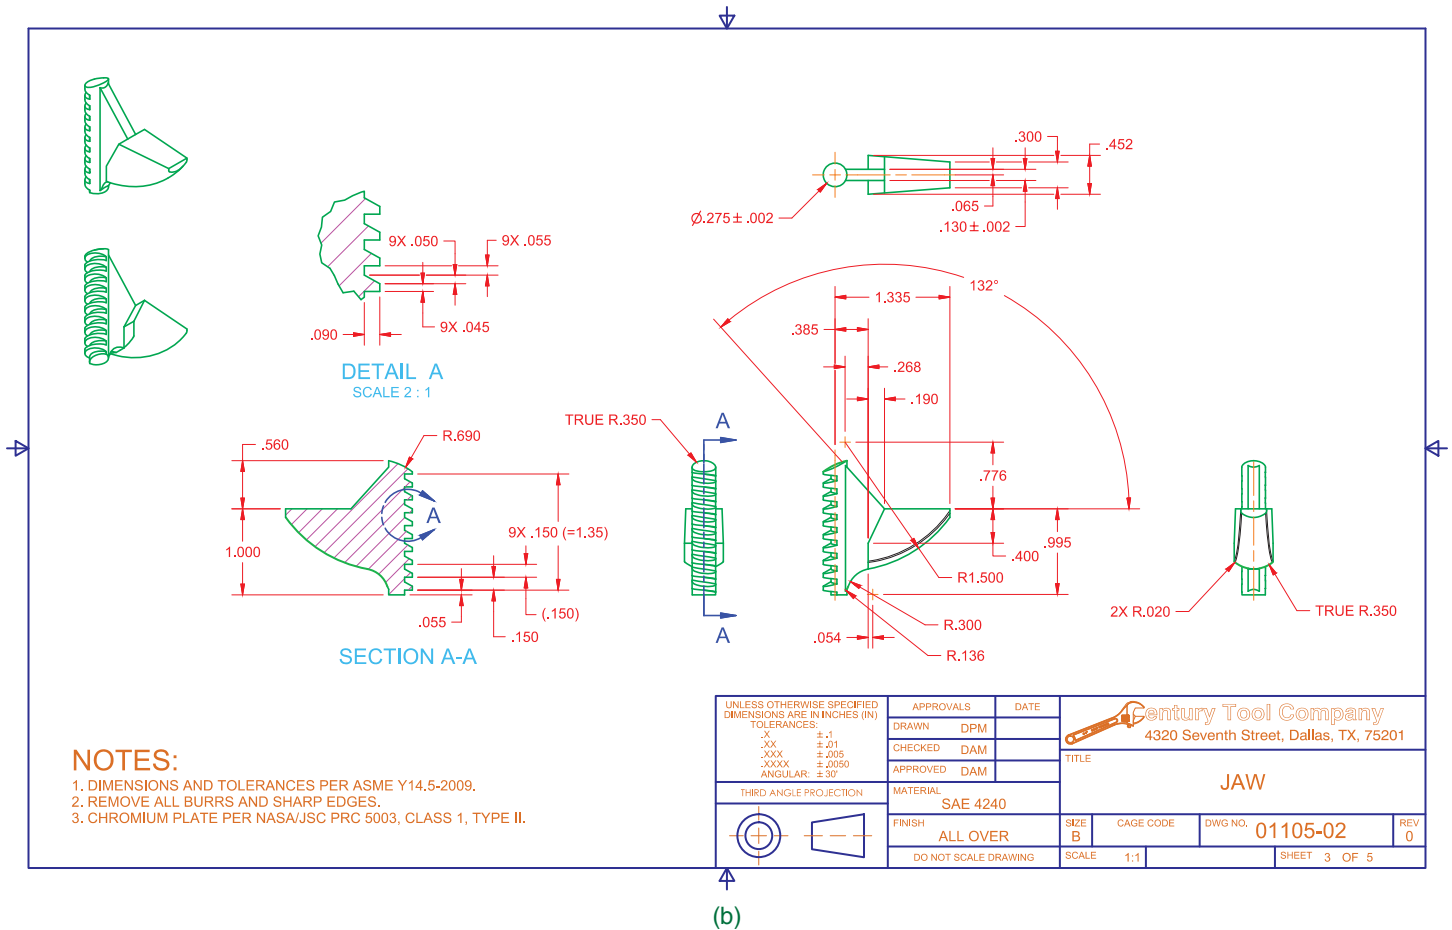 .300
.452
Ø.275 ± .002
.065
.130 ± .002
9X .050
9X .055
.090
9X .045
DETAIL A
SCALE 2 : 1
132°
1.335
.385
.268
.190
.560
R.690
TRUE R.350
A
A
.776
1.000
9X .150 (=1.35)
.995
.400
R1.500
.055
(.150)
.150
A
.054
R.300
R.136
2X R.020
TRUE R.350
SECTION A-A
NOTES:
1. DIMENSIONS AND TOLERANCES PER ASME Y14.5-2009.
2. REMOVE ALL BURRS AND SHARP EDGES.
3. CHROMIUM PLATE PER NASA/JSC PRC 5003, CLASS 1, TYPE II.
UNLESS OTHERWISE SPECIFIED
DIMENSIONS ARE IN INCHES (IN)
TOLERANCES:
.X ± .1
.XX ± .01
.XXX ± .005
.XXXX ± .0050
ANGULAR: ± 30'
THIRD ANGLE PROJECTION
APPROVALS DATE
DRAWN DPM
CHECKED DAM
APPROVED DAM
MATERIAL
SAE 4240
FINISH
ALL OVER
DO NOT SCALE DRAWING
Century Tool Company
4320 Seventh Street, Dallas, TX, 75201
TITLE
JAW
SIZE
B
CAGE CODE
DWG NO. 01105-02
REV
0
SCALE 1:1
SHEET 3 OF 5
(b)